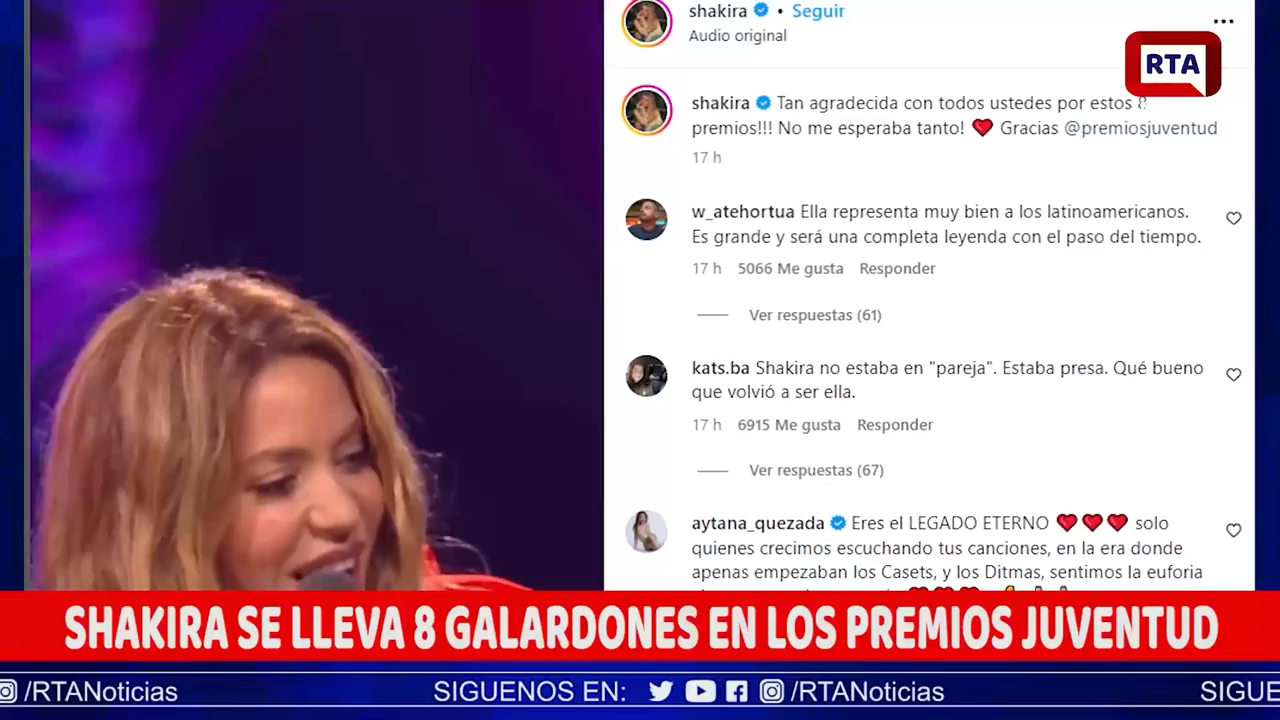 shakira • Seguir
Audio original
RTA
shakira Tan agradecida con todos ustedes por estos 8
premios!!! No me esperaba tanto! ❤️ Gracias @premiosjuventud
17 h
w_atehortua Ella representa muy bien a los latinoamericanos.
Es grande y será una completa leyenda con el paso del tiempo.
17 h 5066 Me gusta Responder
Ver respuestas (61)
kats.ba Shakira no estaba en "pareja". Estaba presa. Qué bueno
que volvió a ser ella.
17 h 6915 Me gusta Responder
Ver respuestas (67)
aytana_quezada Eres el LEGADO ETERNO ❤️❤️❤️ solo
quienes crecimos escuchando tus canciones, en la era donde
apenas empezaban los Casets, y los Ditmas, sentimos la euforia
SHAKIRA SE LLEVA 8 GALARDONES EN LOS PREMIOS JUVENTUD
/RTANoticias SIGUENOS EN: /RTANoticias SIGUE